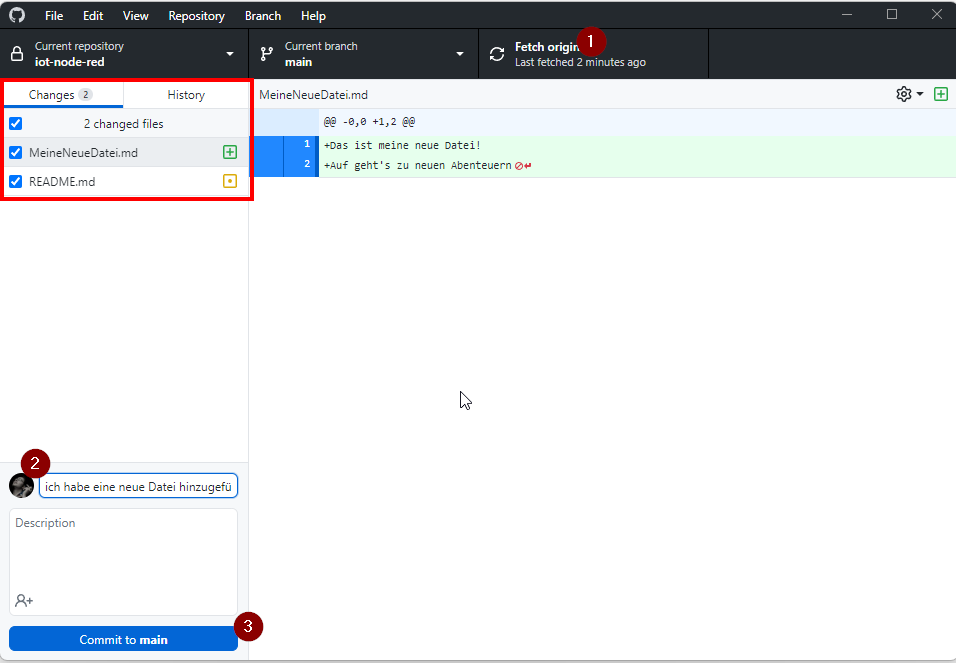 File Edit View Repository Branch Help
Current repository
iot-node-red
Current branch
main
1
Fetch origin
Last fetched 2 minutes ago
Changes 2
History
2 changed files
MeineNeueDatei.md
README.md
MeineNeueDatei.md
@@ -0,0 +1,2 @@
1 +Das ist meine neue Datei!
2 +Auf geht's zu neuen Abenteuern
2
ich habe eine neue Datei hinzugefü
Description
3
Commit to main